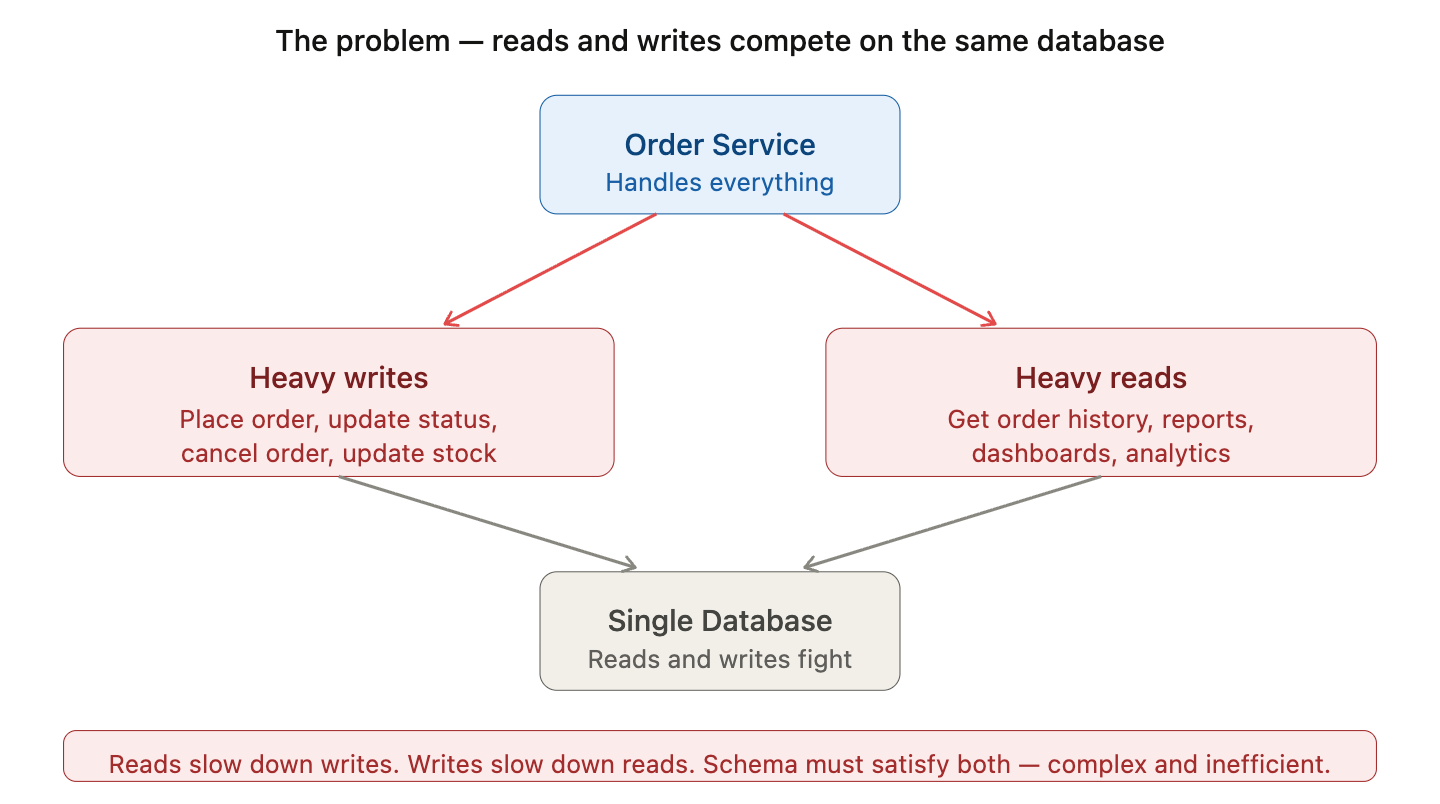 The problem — reads and writes compete on the same database
Order Service
Handles everything
Heavy writes
Place order, update status,
cancel order, update stock
Heavy reads
Get order history, reports,
dashboards, analytics
Single Database
Reads and writes fight
Reads slow down writes. Writes slow down reads. Schema must satisfy both — complex and inefficient.